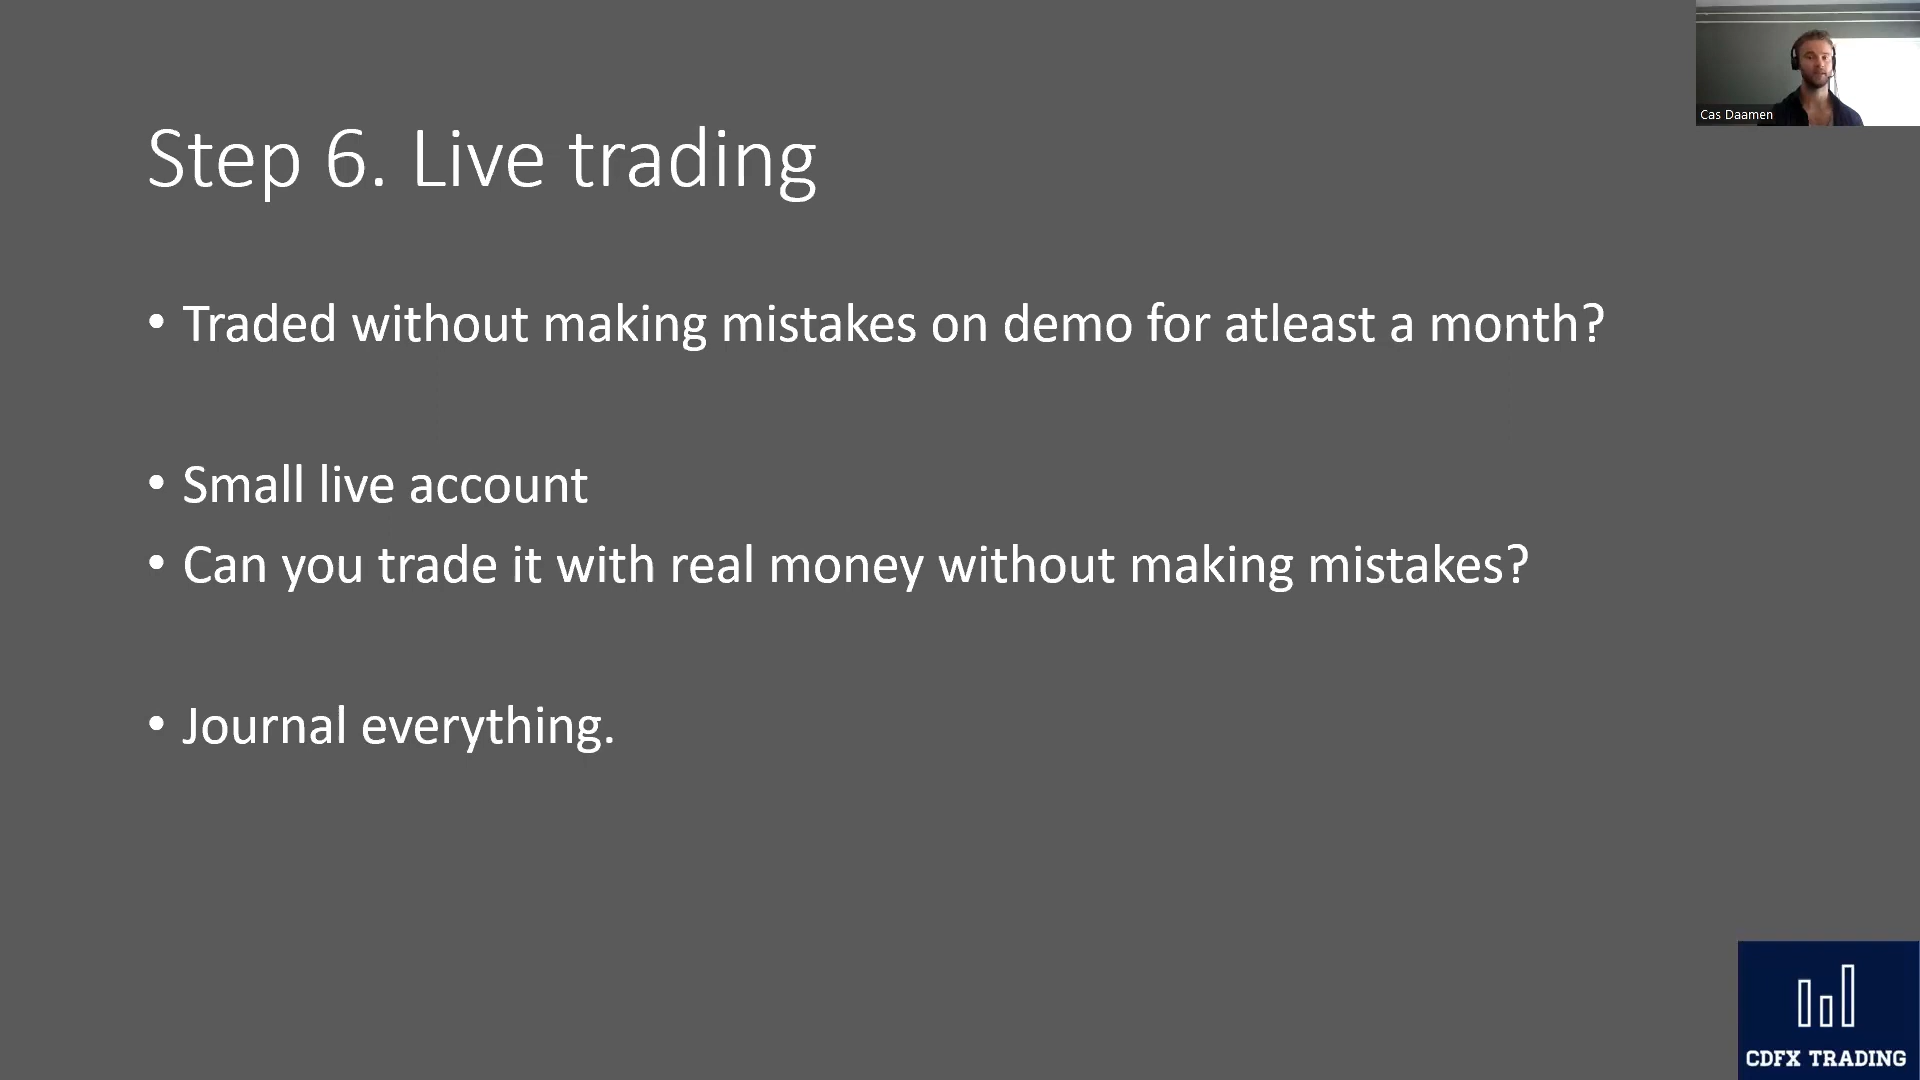 Cas Daamen
Step 6. Live trading
• Traded without making mistakes on demo for atleast a month?
• Small live account
• Can you trade it with real money without making mistakes?
• Journal everything.
CDFX TRADING